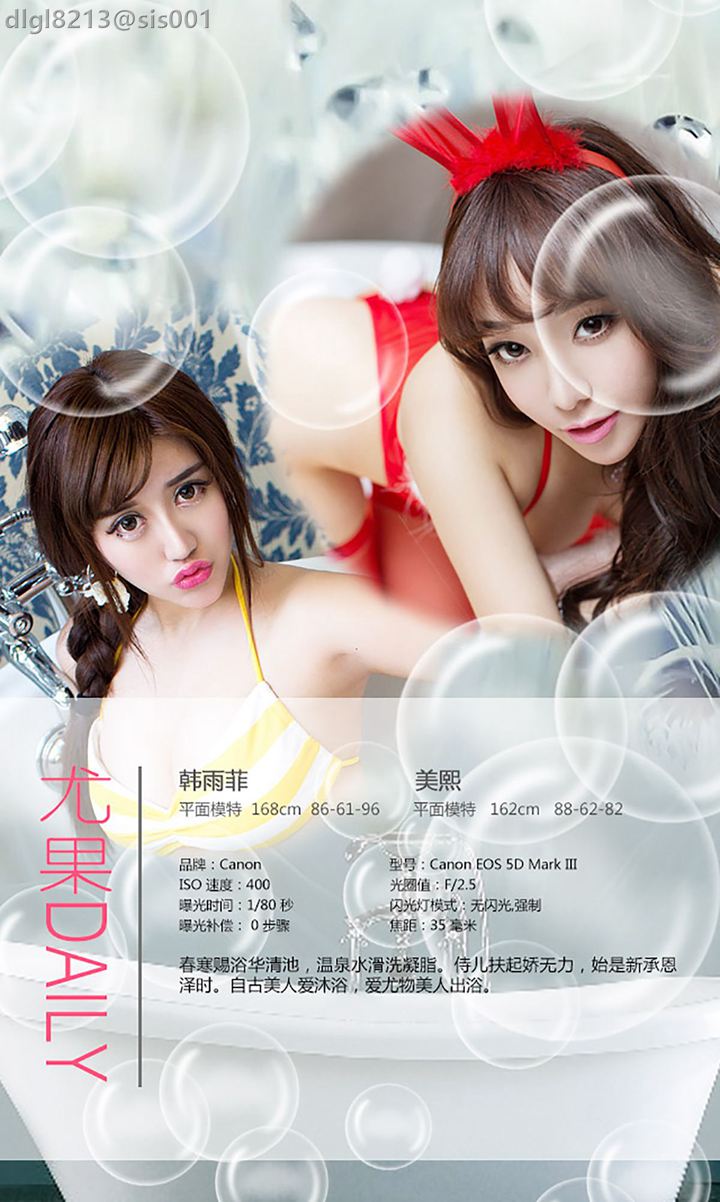 dlgl8213@sis001
尤果DAILY
韩雨菲
平面模特 168cm 86-61-96
美熙
平面模特 162cm 88-62-82
品牌：Canon
型号：Canon EOS 5D Mark III
ISO 速度：400
光圈值：F/2.5
曝光时间：1/80 秒
闪光灯模式：无闪光,强制
曝光补偿： 0 步骤
焦距：35 毫米
春寒赐浴华清池，温泉水滑洗凝脂。侍儿扶起娇无力，始是新承恩
泽时。自古美人爱沐浴，爱尤物美人出浴。